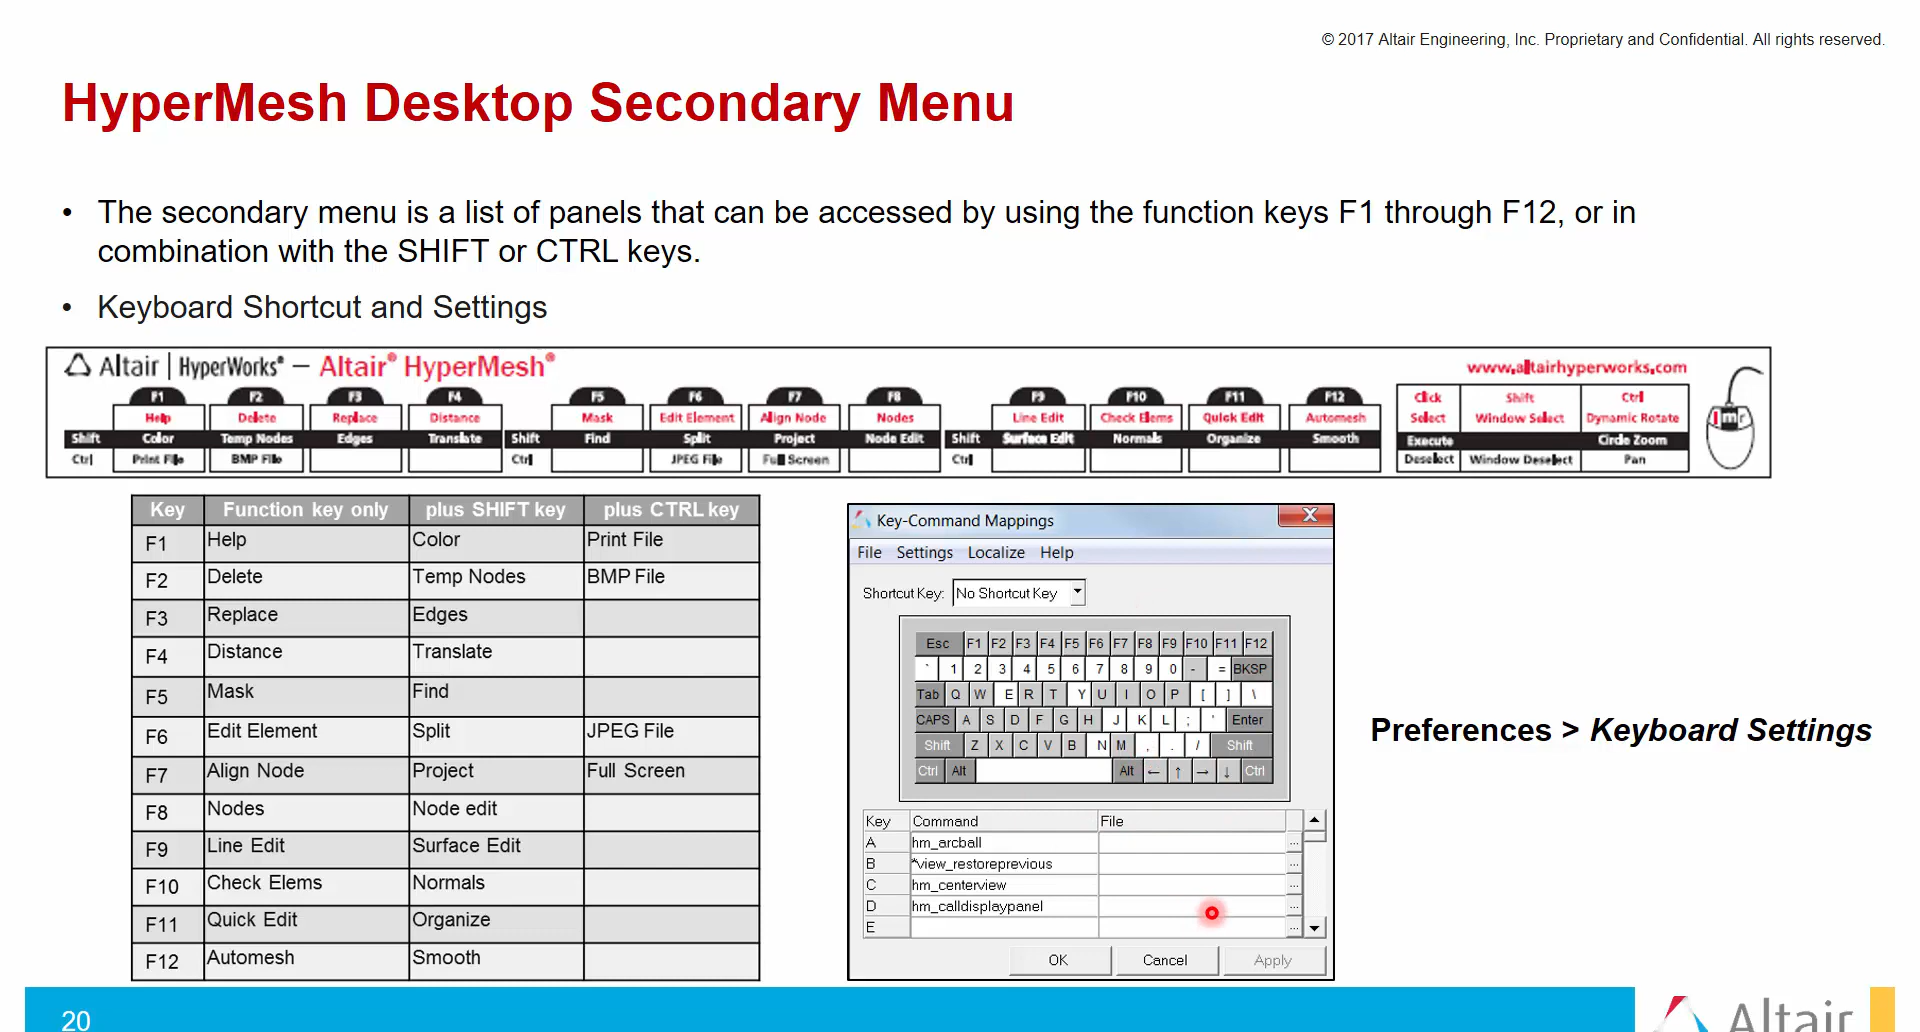 © 2017 Altair Engineering, Inc. Proprietary and Confidential. All rights reserved.
HyperMesh Desktop Secondary Menu
• The secondary menu is a list of panels that can be accessed by using the function keys F1 through F12, or in
combination with the SHIFT or CTRL keys.
• Keyboard Shortcut and Settings
Altair | HyperWorks® – Altair® HyperMesh®
www.altairhyperworks.com
F1 F2 F3 F4 F5 F6 F7 F8 F9 F10 F11 F12
Help Delete Replace Distance Mask Edit Element Align Node Nodes Line Edit Check Elems Quick Edit Automesh
Shift Color Temp Nodes Edges Translate Shift Find Split Project Node Edit Shift Surface Edit Normals Organize Smooth
Ctrl Print File BMP File Ctrl JPEG File Full Screen Ctrl
Click Shift Ctrl
Select Window Select Dynamic Rotate
Execute Circle Zoom
Deselect Window Deselect Pan
l m r
Key Function key only plus SHIFT key plus CTRL key
F1 Help Color Print File
F2 Delete Temp Nodes BMP File
F3 Replace Edges
F4 Distance Translate
F5 Mask Find
F6 Edit Element Split JPEG File
F7 Align Node Project Full Screen
F8 Nodes Node edit
F9 Line Edit Surface Edit
F10 Check Elems Normals
F11 Quick Edit Organize
F12 Automesh Smooth
Key-Command Mappings X
File Settings Localize Help
Shortcut Key: No Shortcut Key
Esc F1 F2 F3 F4 F5 F6 F7 F8 F9 F10 F11 F12
` 1 2 3 4 5 6 7 8 9 0 - = BKSP
Tab Q W E R T Y U I O P [ ] \
CAPS A S D F G H J K L ; ' Enter
Shift Z X C V B N M , . / Shift
Ctrl Alt Alt ← ↑ → ↓ Ctrl
Key Command File
A hm_arcball ...
B *view_restoreprevious ...
C hm_centerview ...
D hm_calldisplaypanel ...
E ...
OK Cancel Apply
Preferences > Keyboard Settings
20
Altair